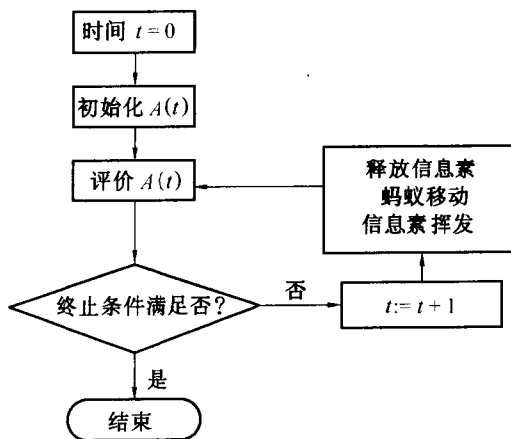 时间 t = 0
初始化 A(t)
评价 A(t)
释放信息素
蚂蚁移动
信息素挥发
终止条件满足否?
否
t:= t + 1
是
结束